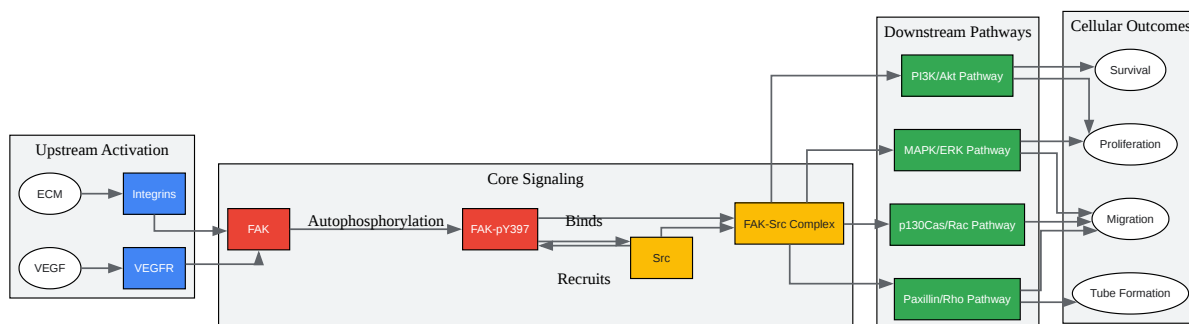 Upstream Activation
ECM
Integrins
VEGF
VEGFR
Core Signaling
FAK
Autophosphorylation
FAK-pY397
Binds
Recruits
Src
FAK-Src Complex
Downstream Pathways
PI3K/Akt Pathway
MAPK/ERK Pathway
p130Cas/Rac Pathway
Paxillin/Rho Pathway
Cellular Outcomes
Survival
Proliferation
Migration
Tube Formation